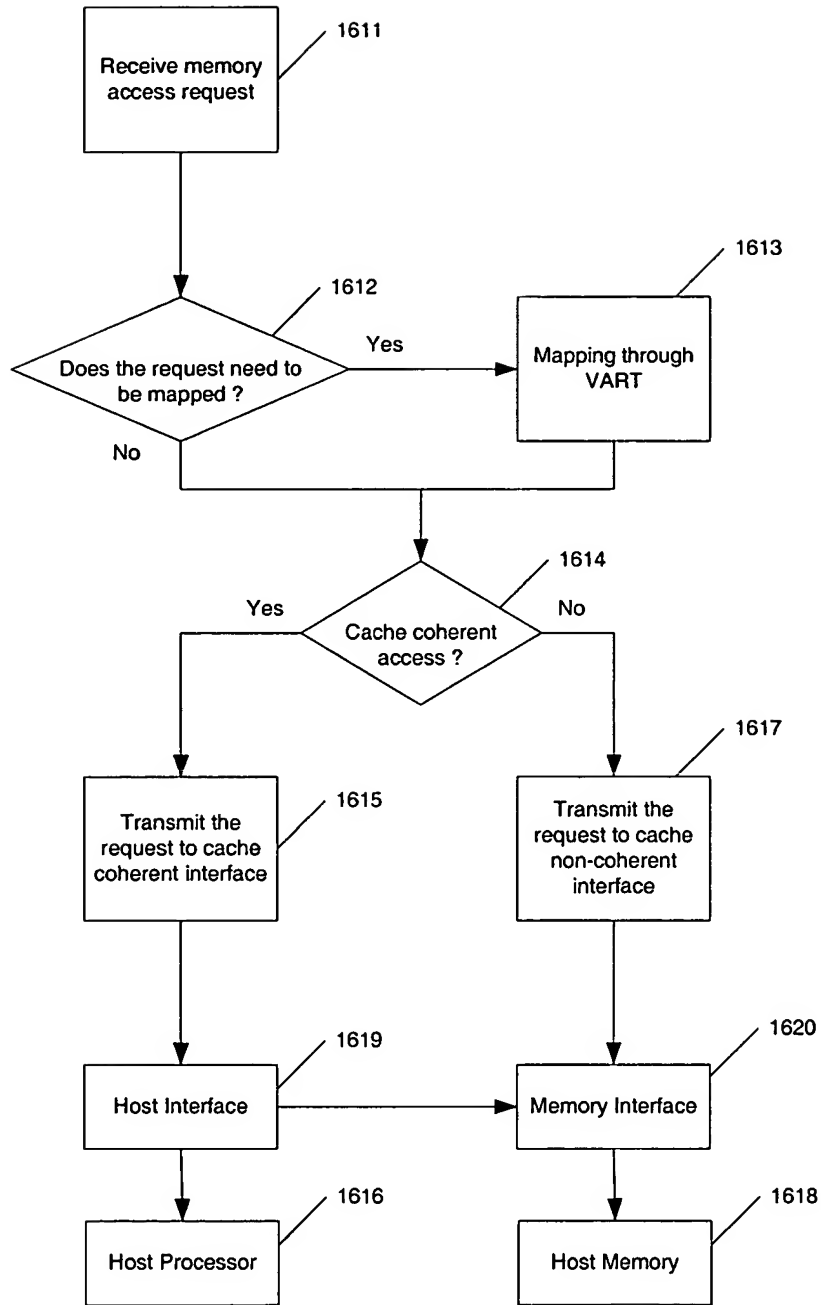 1611
Receive memory
access request
1613
1612
Yes
Does the request need to
be mapped ?
Mapping through
VART
No
1614
Yes
No
Cache coherent
access ?
1617
1615
Transmit the
request to cache
coherent interface
Transmit the
request to cache
non-coherent
interface
1619
1620
Host Interface
Memory Interface
1616
1618
Host Processor
Host Memory